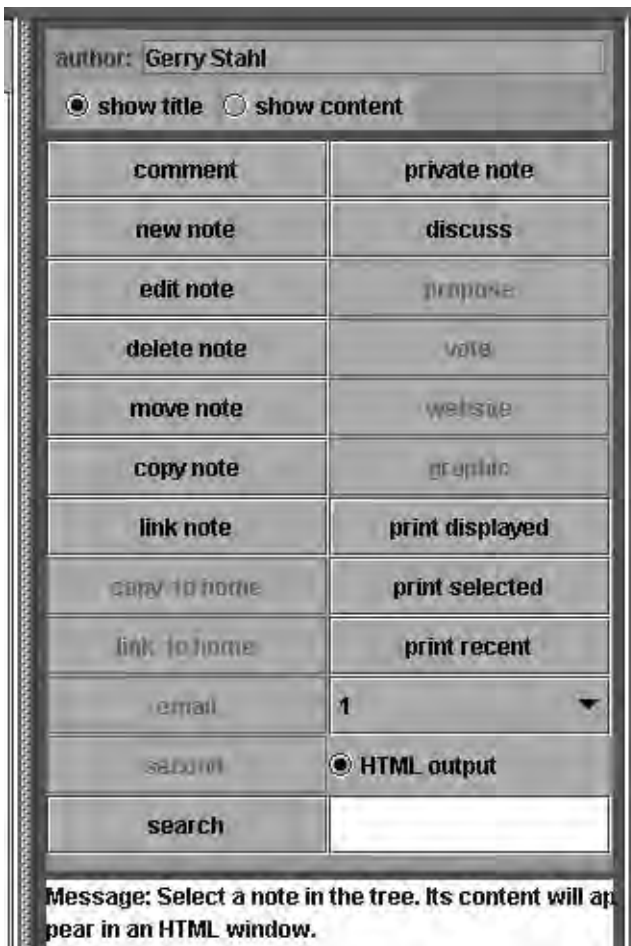 author: Gerry Stahl
show title show content
comment private note
new note discuss
edit note propose
delete note vote
move note website
copy note graphic
link note print displayed
copy to home print selected
link to home print recent
email 1
second HTML output
search
Message: Select a note in the tree. Its content will ap
pear in an HTML window.